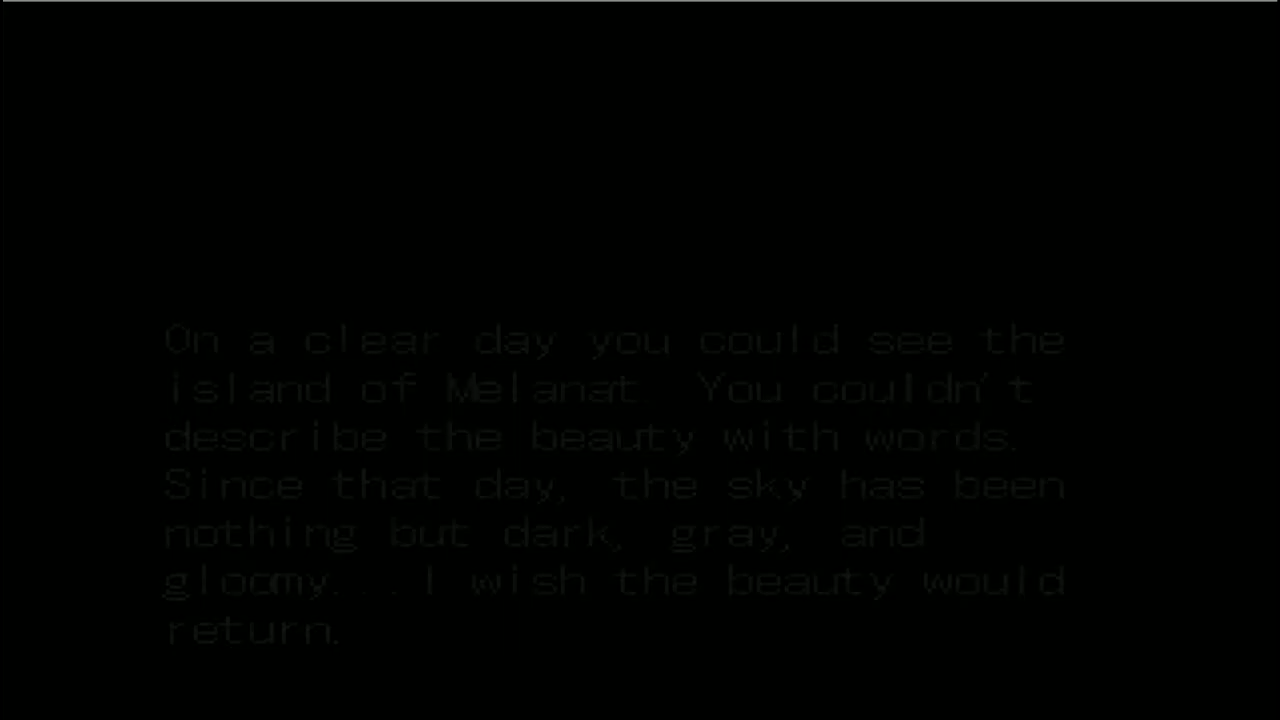 On a clear day you could see the
island of Melanat. You couldn't
describe the beauty with words.
Since that day, the sky has been
nothing but dark, gray, and
gloomy...I wish the beauty would
return.